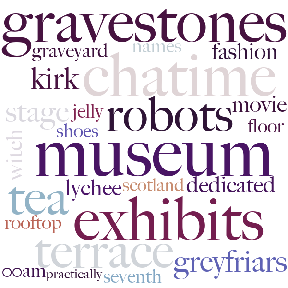 gravestones
graveyard names fashion
kirk chatime
stage jelly robots movie
shoes floor
witch museum
tea lychee scotland dedicated
rooftop exhibits
terrace greyfriars
00am practically seventh